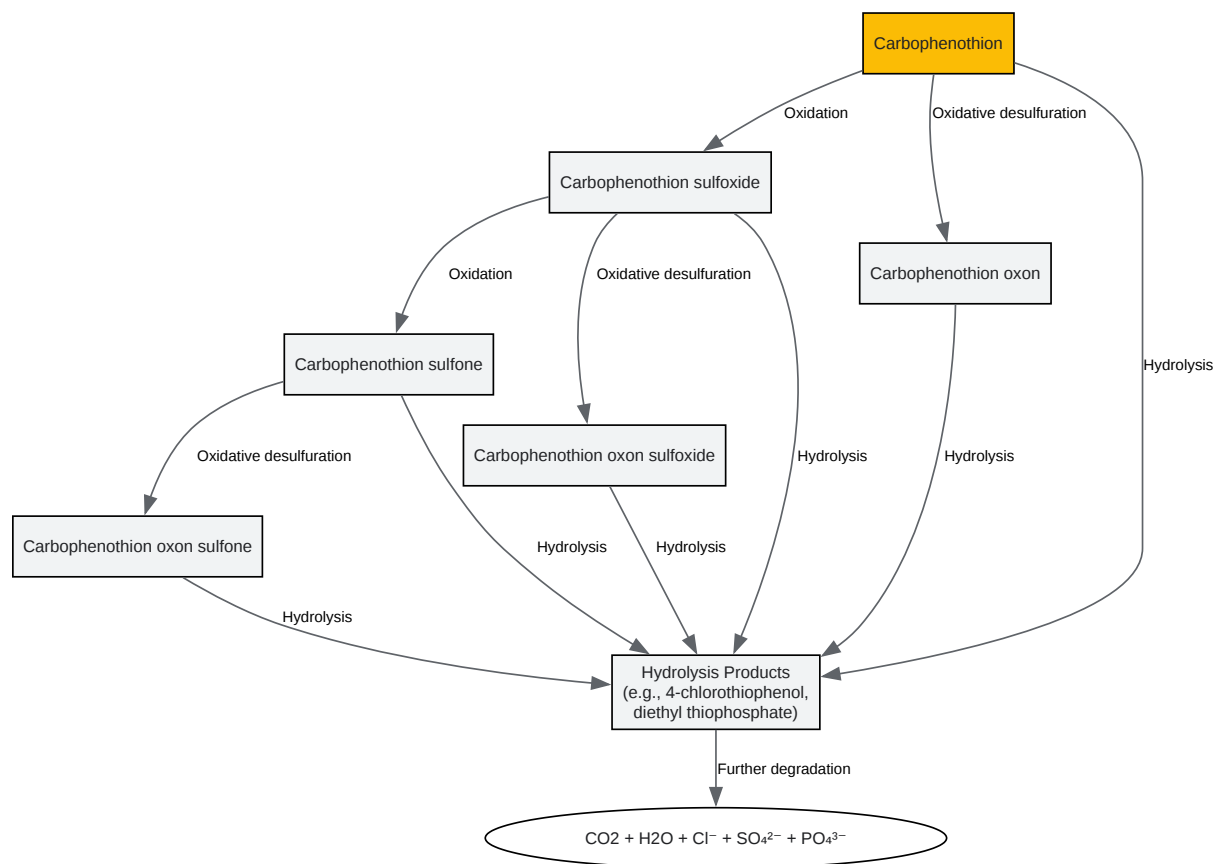 Carbophenothion
Oxidation
Oxidative desulfuration
Carbophenothion sulfoxide
Oxidation
Oxidative desulfuration
Carbophenothion oxon
Carbophenothion sulfone
Hydrolysis
Oxidative desulfuration
Carbophenothion oxon sulfoxide
Hydrolysis
Hydrolysis
Carbophenothion oxon sulfone
Hydrolysis
Hydrolysis
Hydrolysis
Hydrolysis Products
(e.g., 4-chlorothiophenol,
diethyl thiophosphate)
Further degradation
CO2 + H2O + Cl⁻ + SO₄²⁻ + PO₄³⁻